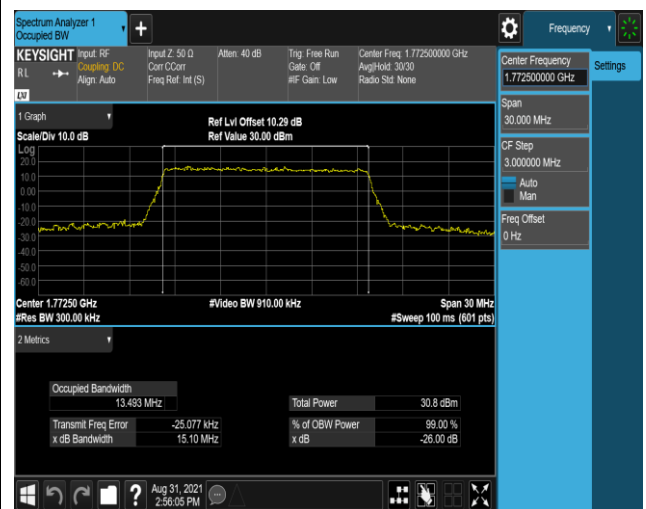 Spectrum Analyzer 1
Occupied BW
Frequency
KEYSIGHT
RL
LXI
Input: RF
Coupling: DC
Align: Auto
Input Z: 50 Ω
Corr CCorr
Freq Ref: Int (S)
Atten: 40 dB
Trig: Free Run
Gate: Off
#IF Gain: Low
Center Freq: 1.772500000 GHz
Avg|Hold: 30/30
Radio Std: None
Center Frequency
1.772500000 GHz
Settings
Span
30.000 MHz
CF Step
3.000000 MHz
Auto
Man
Freq Offset
0 Hz
1 Graph
Scale/Div 10.0 dB
Ref Lvl Offset 10.29 dB
Ref Value 30.00 dBm
Log
20.0
10.0
0.00
-10.0
-20.0
-30.0
-40.0
-50.0
-60.0
Center 1.77250 GHz
#Video BW 910.00 kHz
Span 30 MHz
#Res BW 300.00 kHz
#Sweep 100 ms (601 pts)
2 Metrics
Occupied Bandwidth
13.493 MHz
Total Power 30.8 dBm
Transmit Freq Error -25.077 kHz
% of OBW Power 99.00 %
x dB Bandwidth 15.10 MHz
x dB -26.00 dB
?
Aug 31, 2021
2:56:05 PM